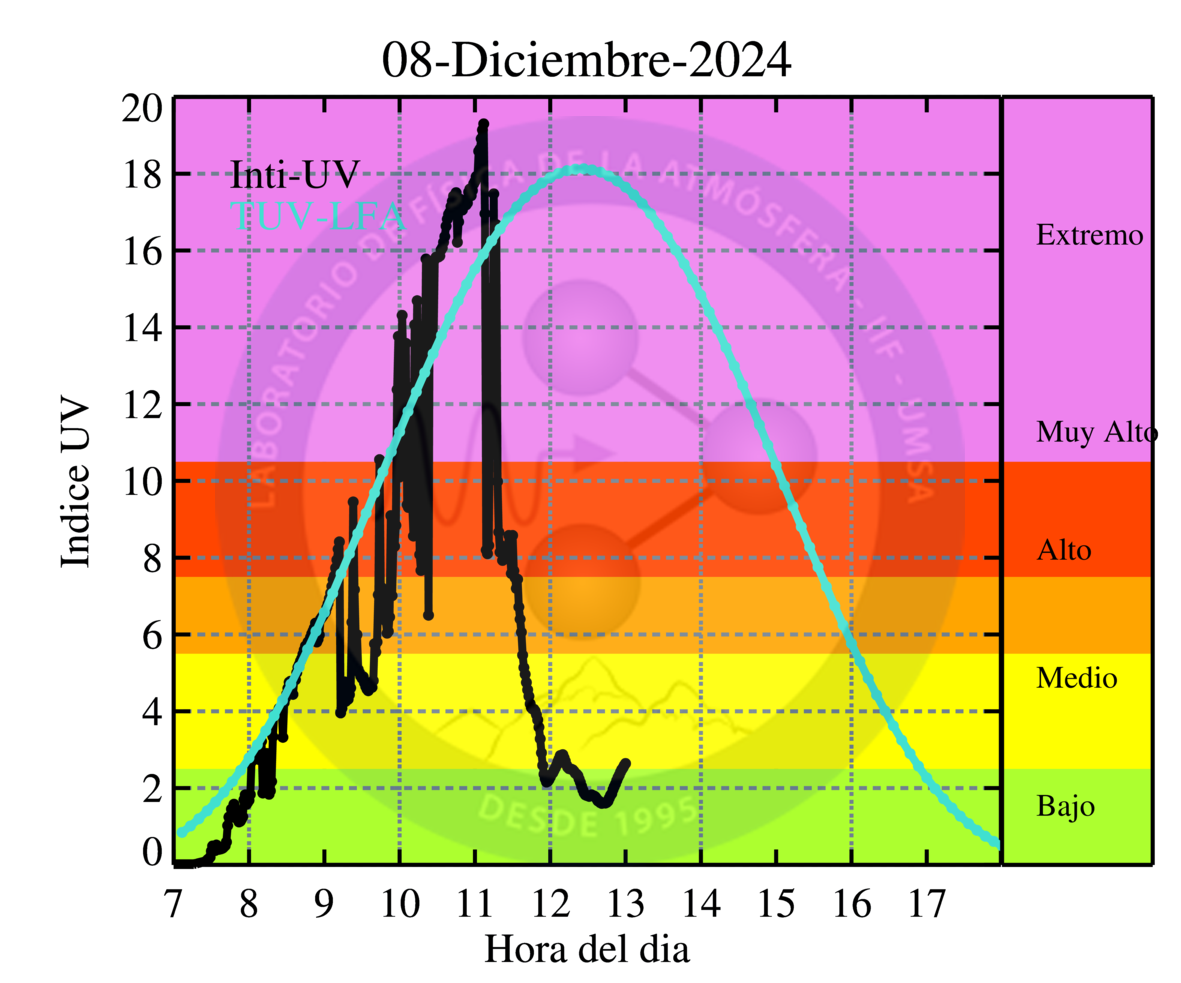 08-Diciembre-2024
Inti-UV
TUV-LFA
Indice UV
20
18
16
14
12
10
8
6
4
2
0
Extremo
Muy Alto
Alto
Medio
Bajo
LABORATORIO DE FÍSICA DE LA ATMÓSFERA - IIF - UMSA
DESDE 1995
7 8 9 10 11 12 13 14 15 16 17
Hora del dia